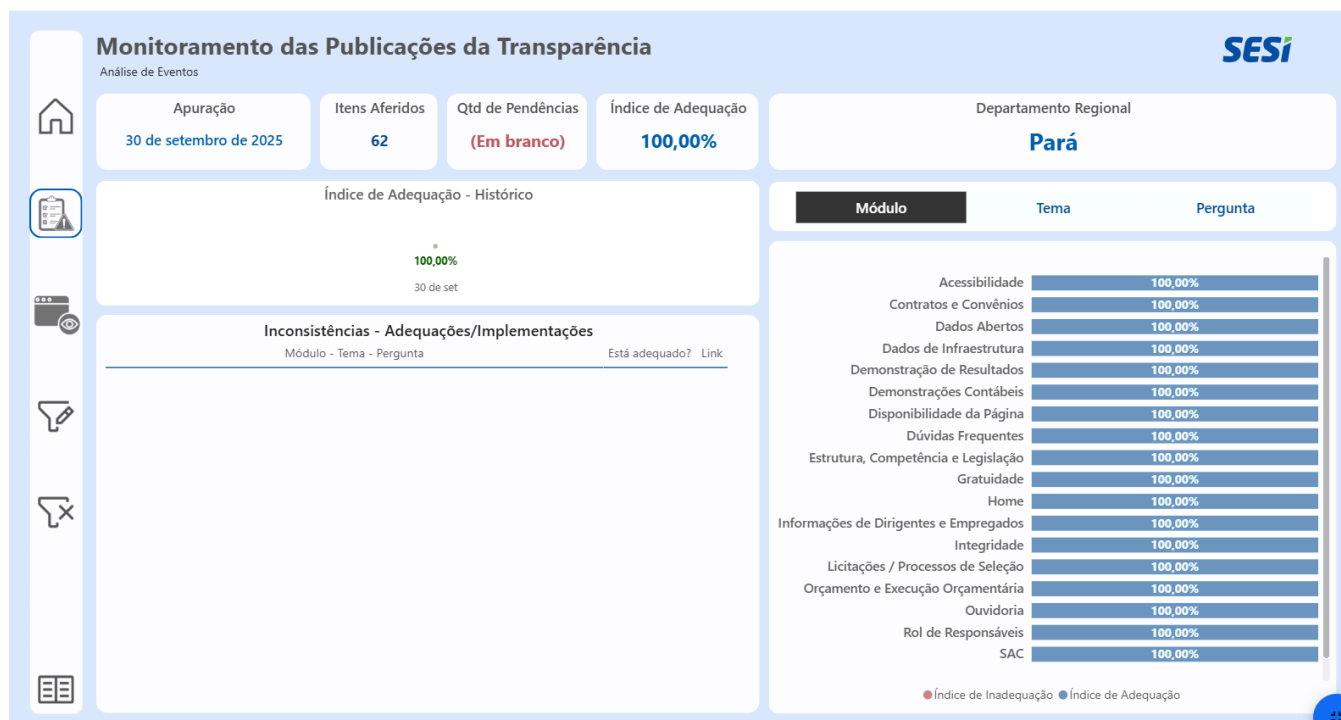 Monitoramento das Publicações da Transparência
Análise de Eventos
SESI
Apuração
30 de setembro de 2025
Itens Aferidos
62
Qtd de Pendências
(Em branco)
Índice de Adequação
100,00%
Departamento Regional
Pará
Índice de Adequação - Histórico
100,00%
30 de set
Inconsistências - Adequações/Implementações
Módulo - Tema - Pergunta Está adequado? Link
Módulo Tema Pergunta
Acessibilidade 100,00%
Contratos e Convênios 100,00%
Dados Abertos 100,00%
Dados de Infraestrutura 100,00%
Demonstração de Resultados 100,00%
Demonstrações Contábeis 100,00%
Disponibilidade da Página 100,00%
Dúvidas Frequentes 100,00%
Estrutura, Competência e Legislação 100,00%
Gratuidade 100,00%
Home 100,00%
Informações de Dirigentes e Empregados 100,00%
Integridade 100,00%
Licitações / Processos de Seleção 100,00%
Orçamento e Execução Orçamentária 100,00%
Ouvidoria 100,00%
Rol de Responsáveis 100,00%
SAC 100,00%
Índice de Inadequação Índice de Adequação